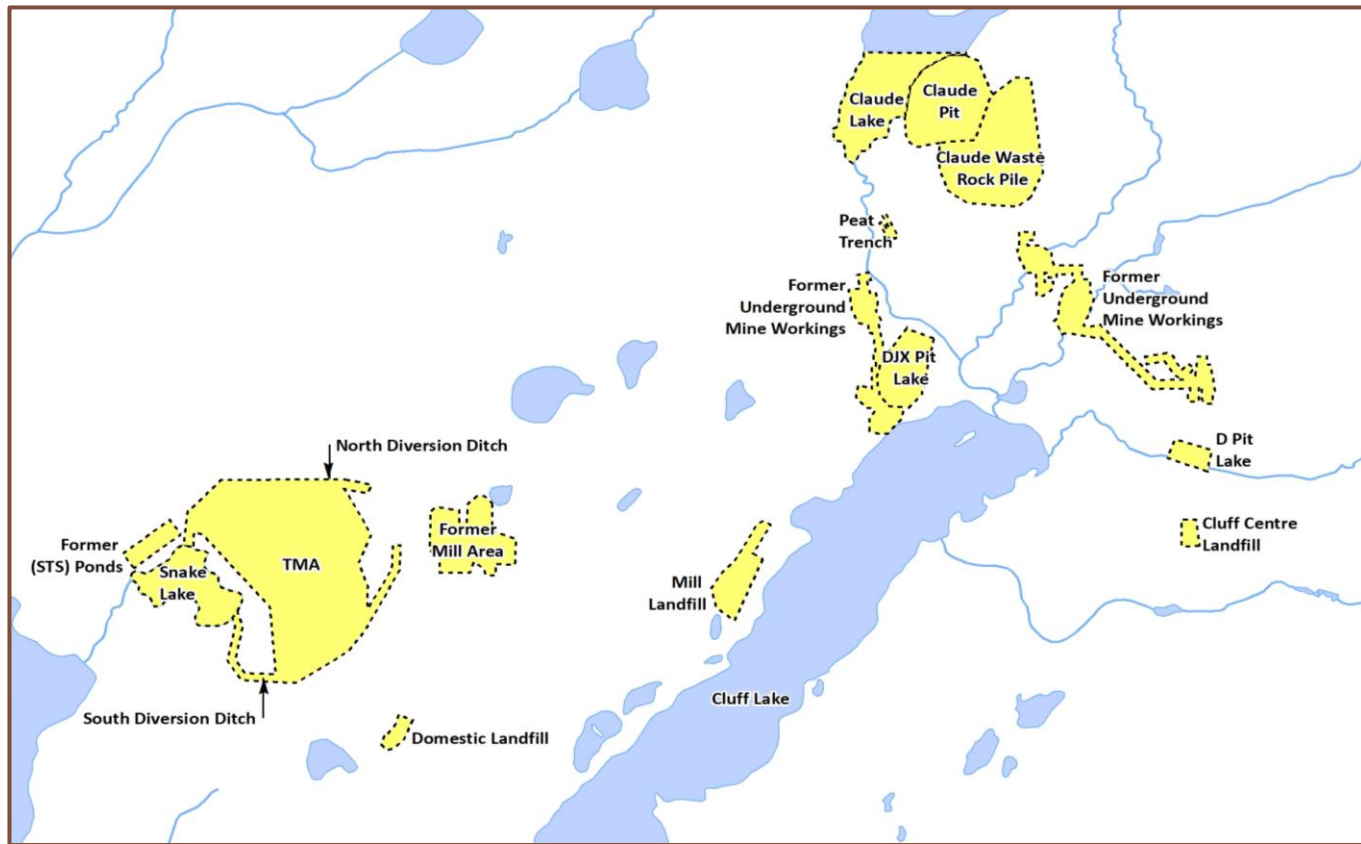 Claude
Lake
Claude
Pit
Claude Waste
Rock Pile
Peat
Trench
Former
Underground
Mine Workings
Former
Underground
Mine Workings
DJX Pit
Lake
North Diversion Ditch
D Pit
Lake
Former
(STS) Ponds
Snake
Lake
TMA
Former
Mill Area
Cluff Centre
Landfill
Mill
Landfill
Cluff Lake
South Diversion Ditch
Domestic Landfill